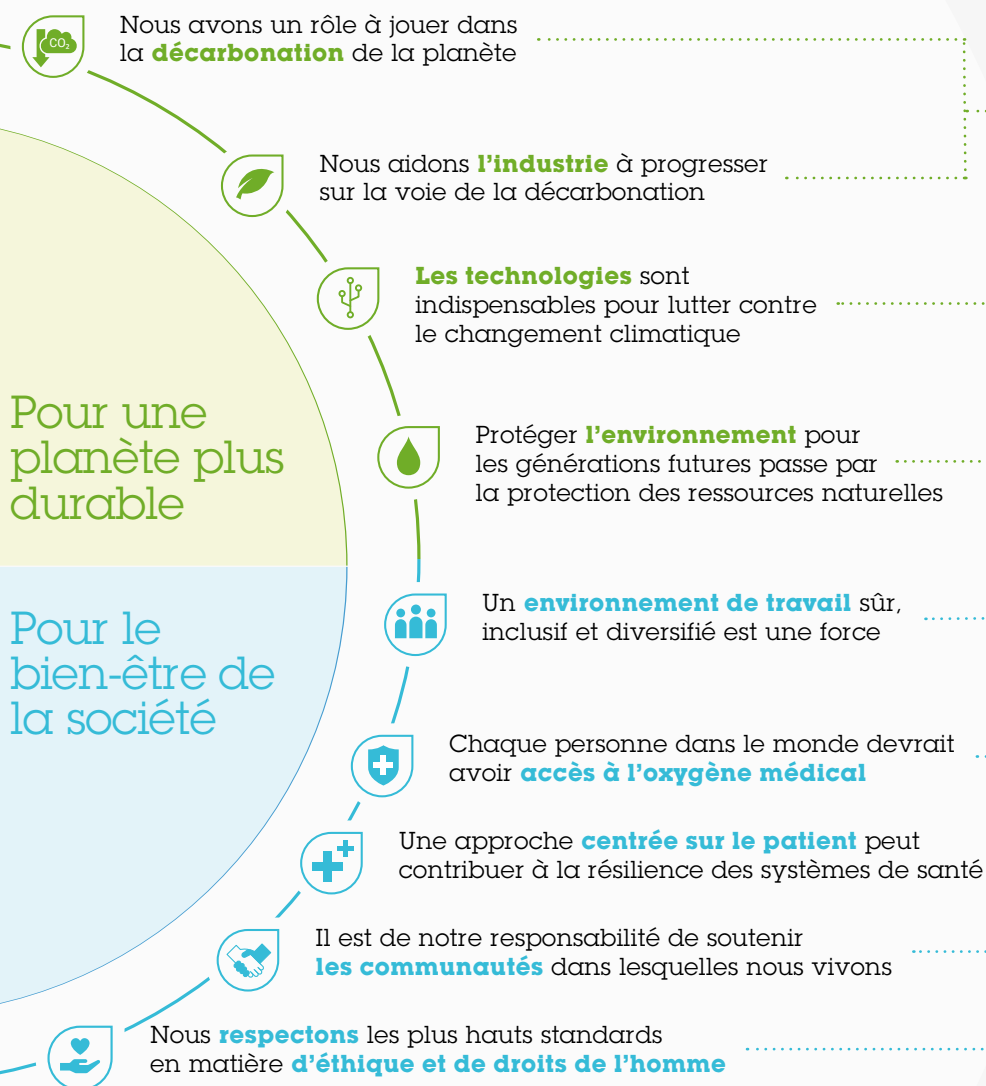 CO₂
Nous avons un rôle à jouer dans
la décarbonation de la planète
Nous aidons l'industrie à progresser
sur la voie de la décarbonation
Les technologies sont
indispensables pour lutter contre
le changement climatique
Pour une
planète plus
durable
Protéger l'environnement pour
les générations futures passe par
la protection des ressources naturelles
Pour le
bien-être de
la société
Un environnement de travail sûr,
inclusif et diversifié est une force
Chaque personne dans le monde devrait
avoir accès à l'oxygène médical
Une approche centrée sur le patient peut
contribuer à la résilience des systèmes de santé
Il est de notre responsabilité de soutenir
les communautés dans lesquelles nous vivons
Nous respectons les plus hauts standards
en matière d'éthique et de droits de l'homme